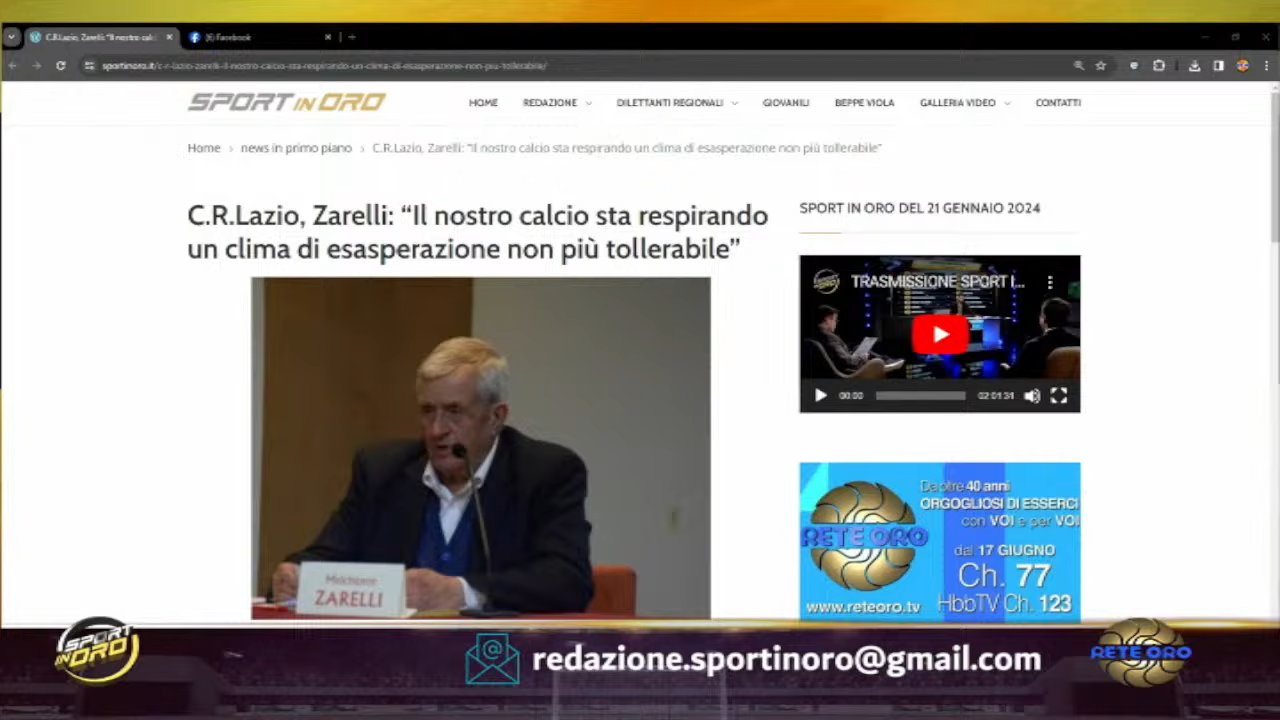 C.R.Lazio, Zarelli: "Il nostro calc
(6) Facebook
sportinoro.it/c-r-lazio-zarelli-il-nostro-calcio-sta-respirando-un-clima-di-esasperazione-non-piu-tollerabile/
SPORT IN ORO
HOME
REDAZIONE
DILETTANTI REGIONALI
GIOVANILI
BEPPE VIOLA
GALLERIA VIDEO
CONTATTI
Home > news in primo piano > C.R.Lazio, Zarelli: “Il nostro calcio sta respirando un clima di esasperazione non più tollerabile”
C.R.Lazio, Zarelli: “Il nostro calcio sta respirando
un clima di esasperazione non più tollerabile”
Melchiorre
ZARELLI
SPORT IN ORO DEL 21 GENNAIO 2024
TRASMISSIONE SPORT I...
00:00
02:01:31
Da oltre 40 anni
ORGOGLIOSI DI ESSERCI
con VOI e per VOI
RETE ORO
dal 17 GIUGNO
Ch. 77
www.reteoro.tv
HbbTV Ch. 123
SPORT
IN ORO
redazione.sportinoro@gmail.com
RETE ORO